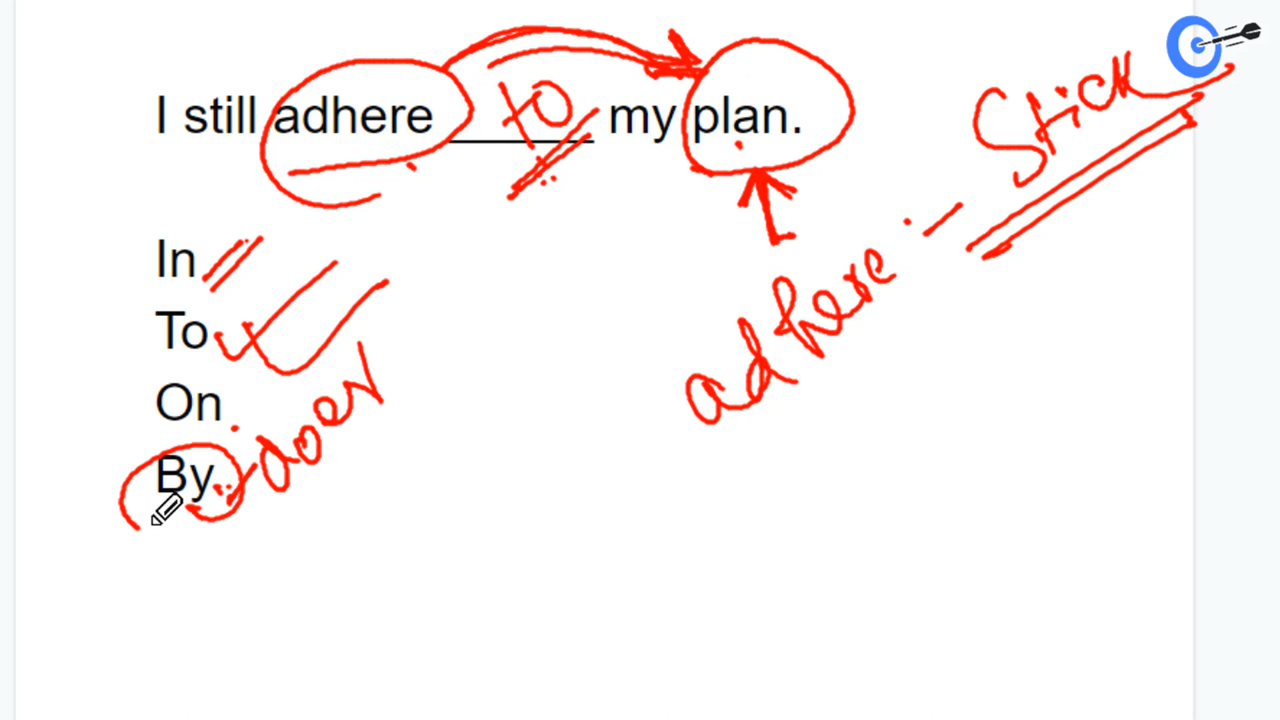 I still adhere to my plan.
Stick
adhere :-
In
To
On
By - doer